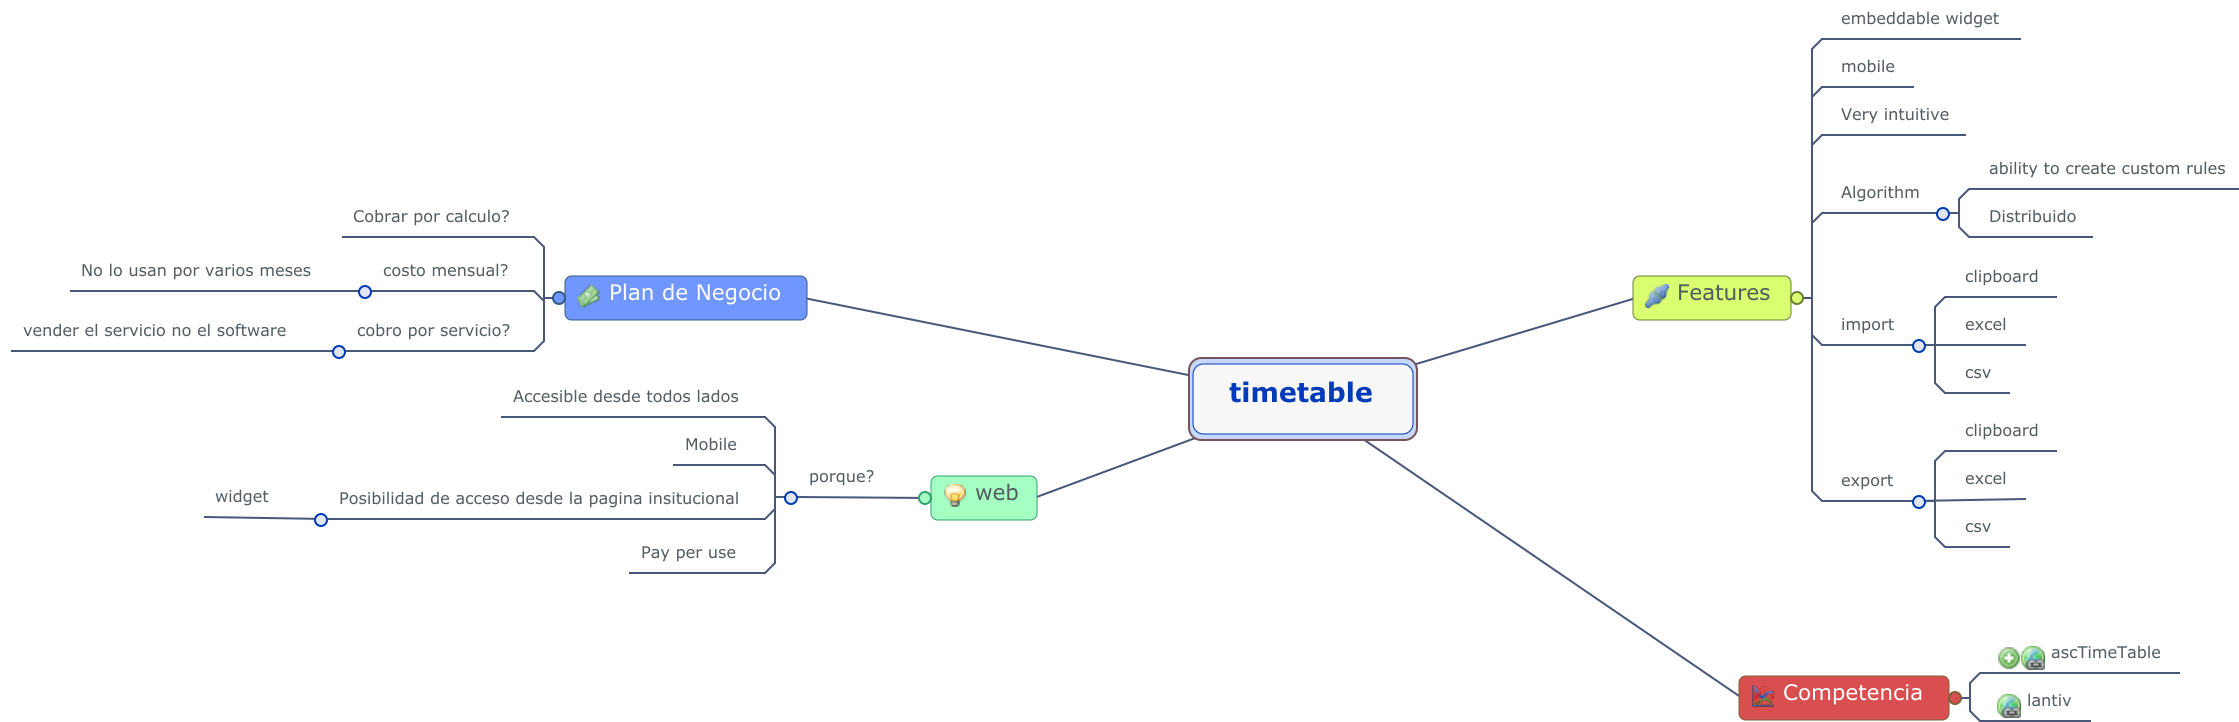 timetable
Plan de Negocio
Cobrar por calculo?
costo mensual?
No lo usan por varios meses
cobro por servicio?
vender el servicio no el software
web
porque?
Accesible desde todos lados
Mobile
Posibilidad de acceso desde la pagina insitucional
widget
Pay per use
Features
embeddable widget
mobile
Very intuitive
Algorithm
ability to create custom rules
Distribuido
import
clipboard
excel
csv
export
clipboard
excel
csv
Competencia
ascTimeTable
lantiv